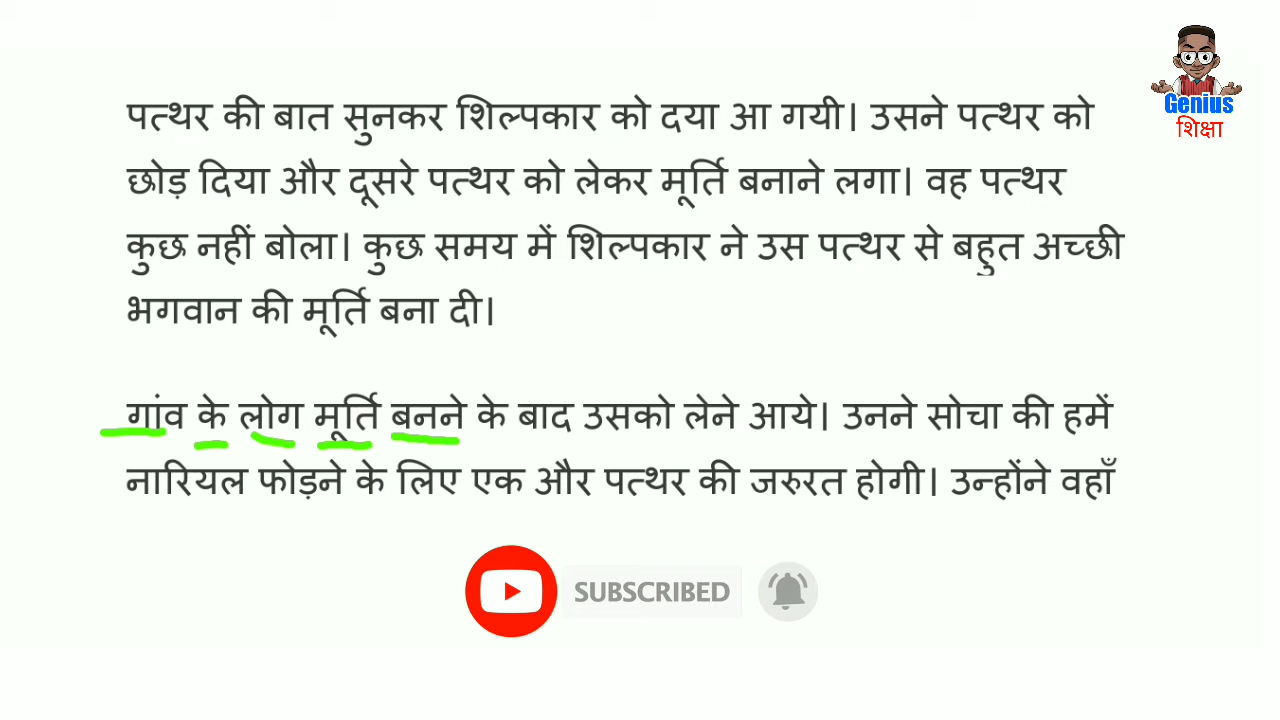 Genius
शिक्षा
पत्थर की बात सुनकर शिल्पकार को दया आ गयी। उसने पत्थर को
छोड़ दिया और दूसरे पत्थर को लेकर मूर्ति बनाने लगा। वह पत्थर
कुछ नहीं बोला। कुछ समय में शिल्पकार ने उस पत्थर से बहुत अच्छी
भगवान की मूर्ति बना दी।
गांव के लोग मूर्ति बनने के बाद उसको लेने आये। उनने सोचा की हमें
नारियल फोड़ने के लिए एक और पत्थर की जरुरत होगी। उन्होंने वहाँ
SUBSCRIBED